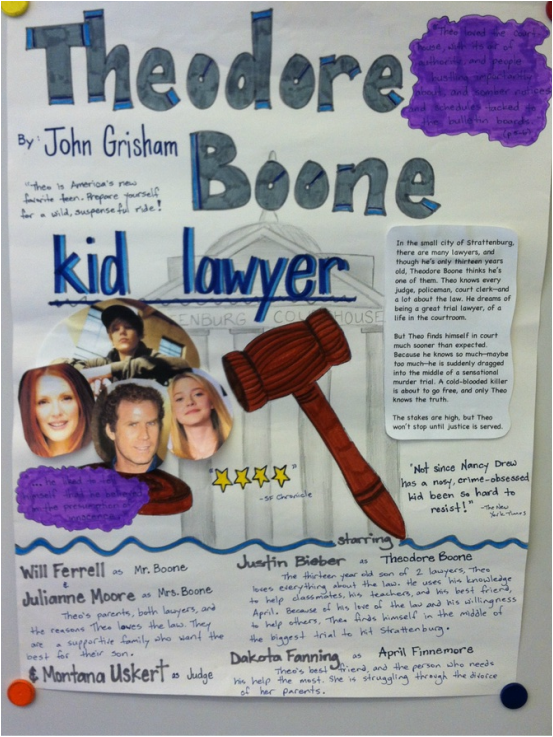 Theodore
Boone
By: John Grisham
"Theo loved the court
house, with its air of
authority, and people
bustling importantly
about, and somber notices
and schedules tacked to
the bulletin boards."
"Theo is America's new
favorite teen. Prepare yourself
for a wild, suspenseful ride!
kid lawyer
ENBURG COURTHOUSE
In the small city of Strattenburg,
there are many lawyers, and
though he's only thirteen years
old, Theodore Boone thinks he's
one of them. Theo knows every
judge, policeman, court clerk—and
a lot about the law. He dreams of
being a great trial lawyer, of a
life in the courtroom.
But Theo finds himself in court
much sooner than expected.
Because he knows so much—maybe
too much—he is suddenly dragged
into the middle of a sensational
murder trial. A cold-blooded killer
is about to go free, and only Theo
knows the truth.
The stakes are high, but Theo
won't stop until justice is served.
"Not since Nancy Drew
has a nosy, crime-obsessed
kid been so hard to
resist!" -The New
York Times
-SF Chronicle
starring
Will Ferrell as Mr. Boone
&
Julianne Moore as Mrs. Boone
Theo's parents, both lawyers, and
the reasons Theo loves the law. They
are a supportive family who want the
best for their son.
& Montana Uskert as Judge
Justin Bieber as Theodore Boone
The thirteen year old son of 2 lawyers, Theo
loves everything about the law. He uses his knowledge
to help classmates, his teachers, and his best friend,
April. Because of his love of the law and his willingness
to help others, Theo finds himself in the middle of
the biggest trial to hit Strattenburg.
Dakota Fanning as April Finnemore
Theo's best friend, and the person who needs
his help the most. She is struggling through the divorce
of her parents.